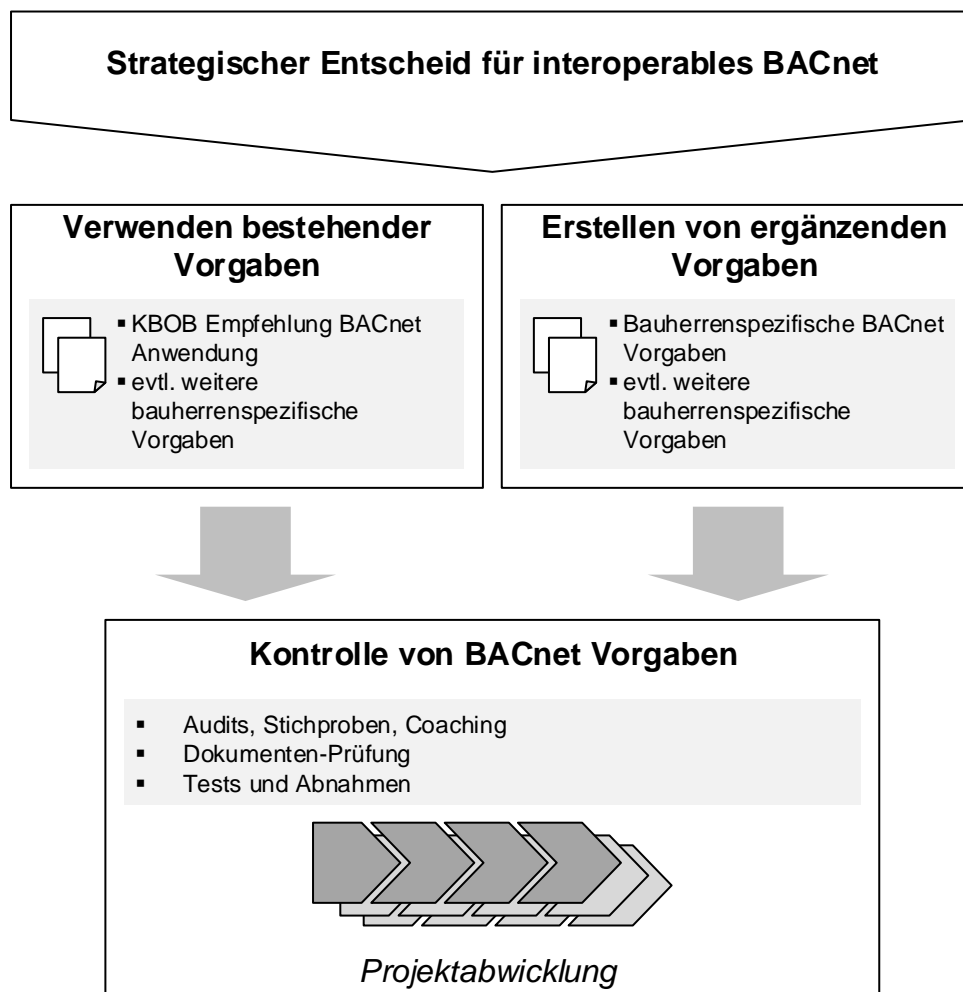 Strategischer Entscheid für interoperables BACnet
Verwenden bestehender
Vorgaben
▪ KBOB Empfehlung BACnet
Anwendung
▪ evtl. weitere
bauherrenspezifische
Vorgaben
Erstellen von ergänzenden
Vorgaben
▪ Bauherrenspezifische BACnet
Vorgaben
▪ evtl. weitere
bauherrenspezifische
Vorgaben
Kontrolle von BACnet Vorgaben
▪ Audits, Stichproben, Coaching
▪ Dokumenten-Prüfung
▪ Tests und Abnahmen
Projektabwicklung